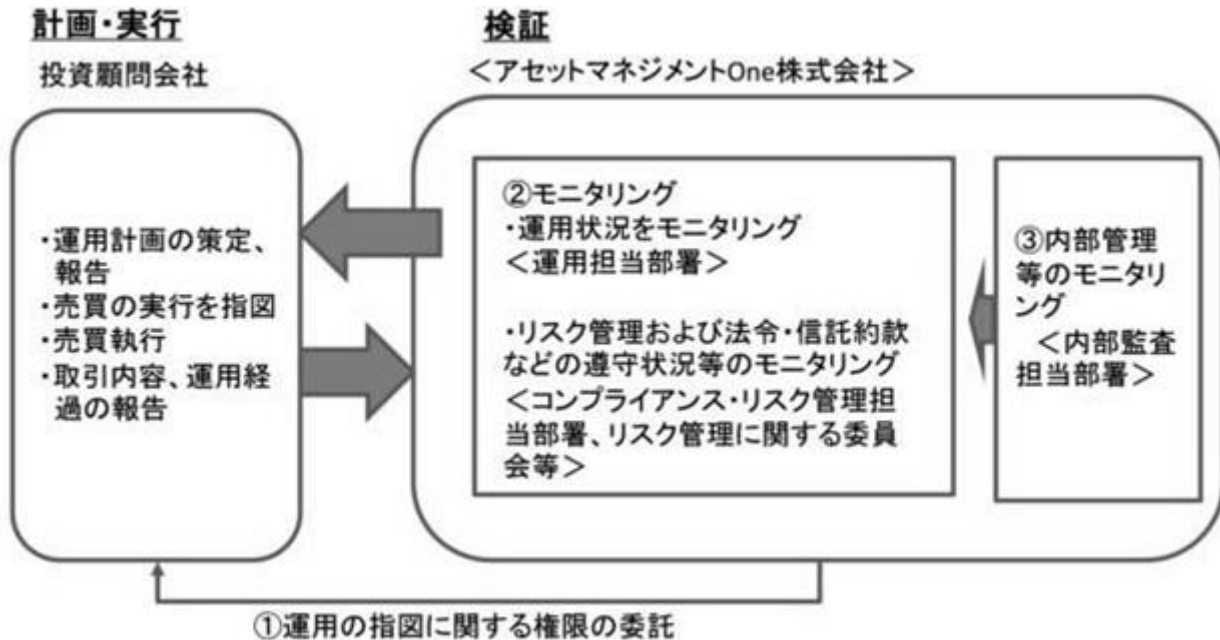 計画・実行
投資顧問会社
・運用計画の策定、
報告
・売買の実行を指図
・売買執行
・取引内容、運用経
過の報告
検証
＜アセットマネジメントOne株式会社＞
②モニタリング
・運用状況をモニタリング
＜運用担当部署＞
・リスク管理および法令・信託約款
などの遵守状況等のモニタリング
＜コンプライアンス・リスク管理担
当部署、リスク管理に関する委員
会等＞
③内部管理
等のモニタリ
ング
＜内部監査
担当部署＞
①運用の指図に関する権限の委託